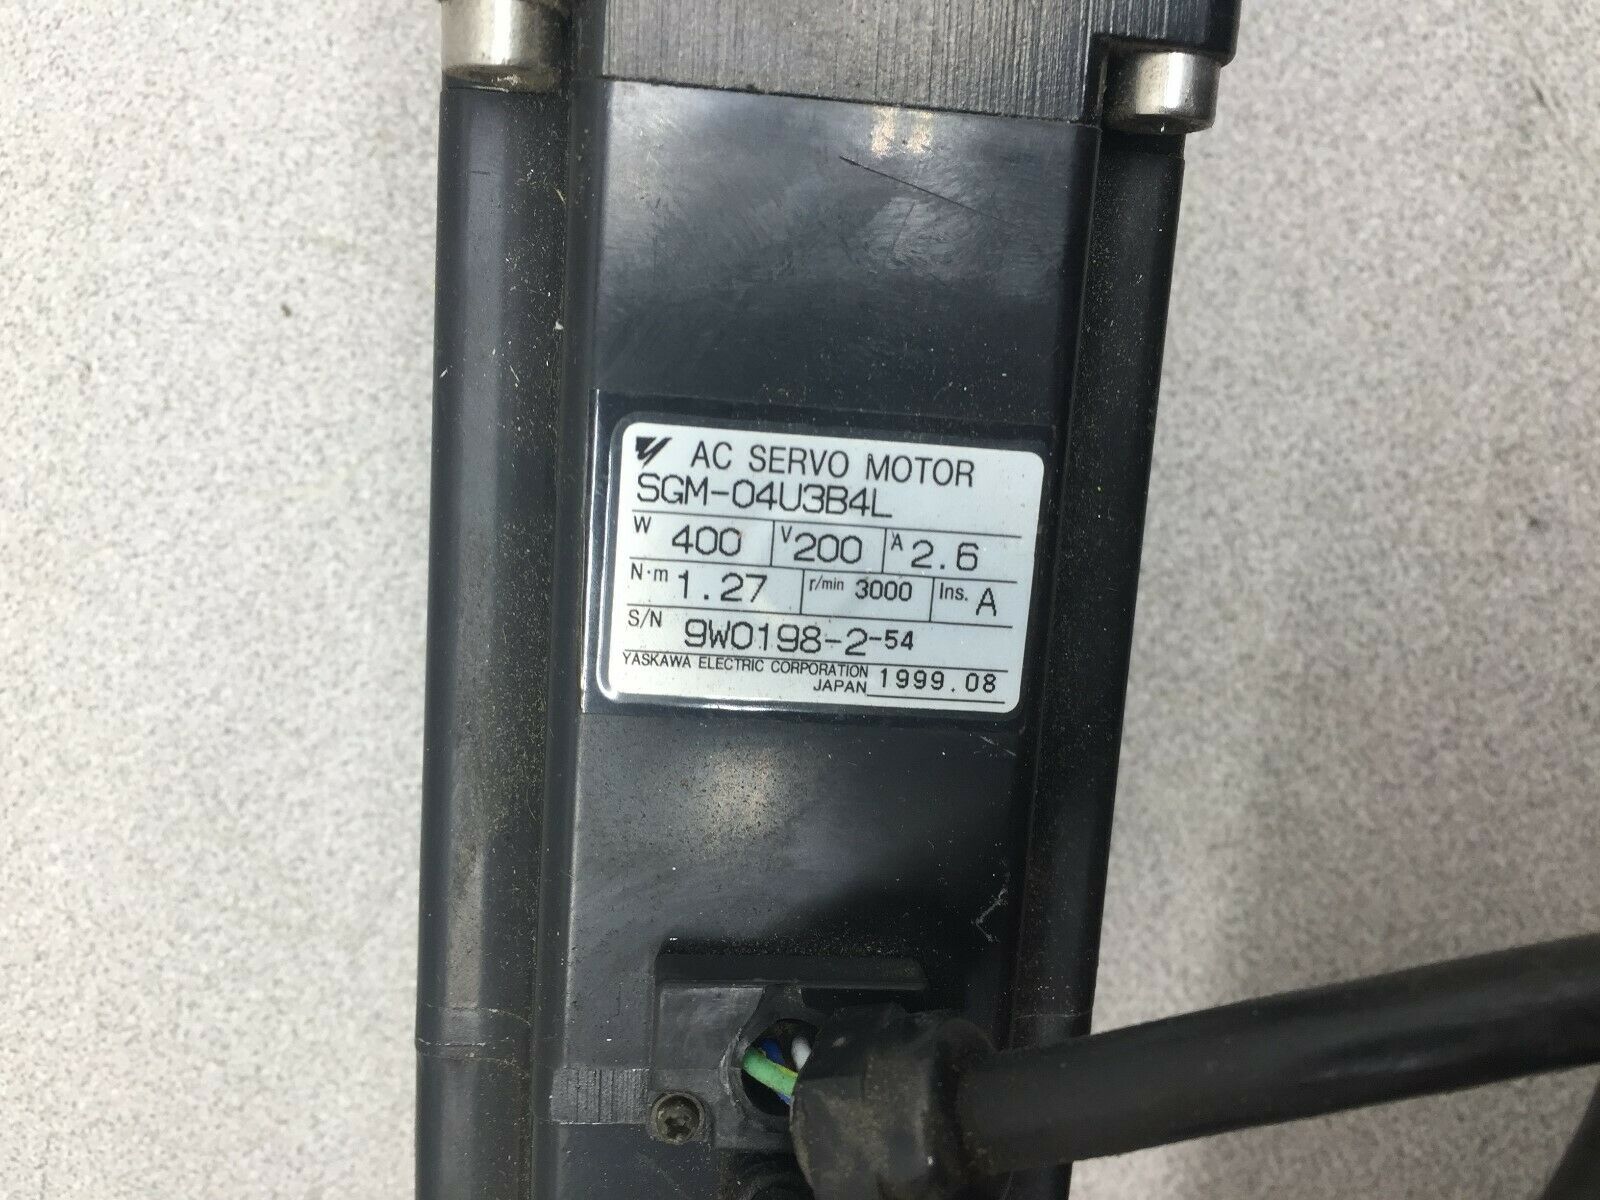 AC SERVO MOTOR
SGM-04U3B4L
W 400 V 200 A 2.6
N·m 1.27 r/min 3000 Ins. A
S/N 9W0198-2-54
YASKAWA ELECTRIC CORPORATION
JAPAN 1999.08